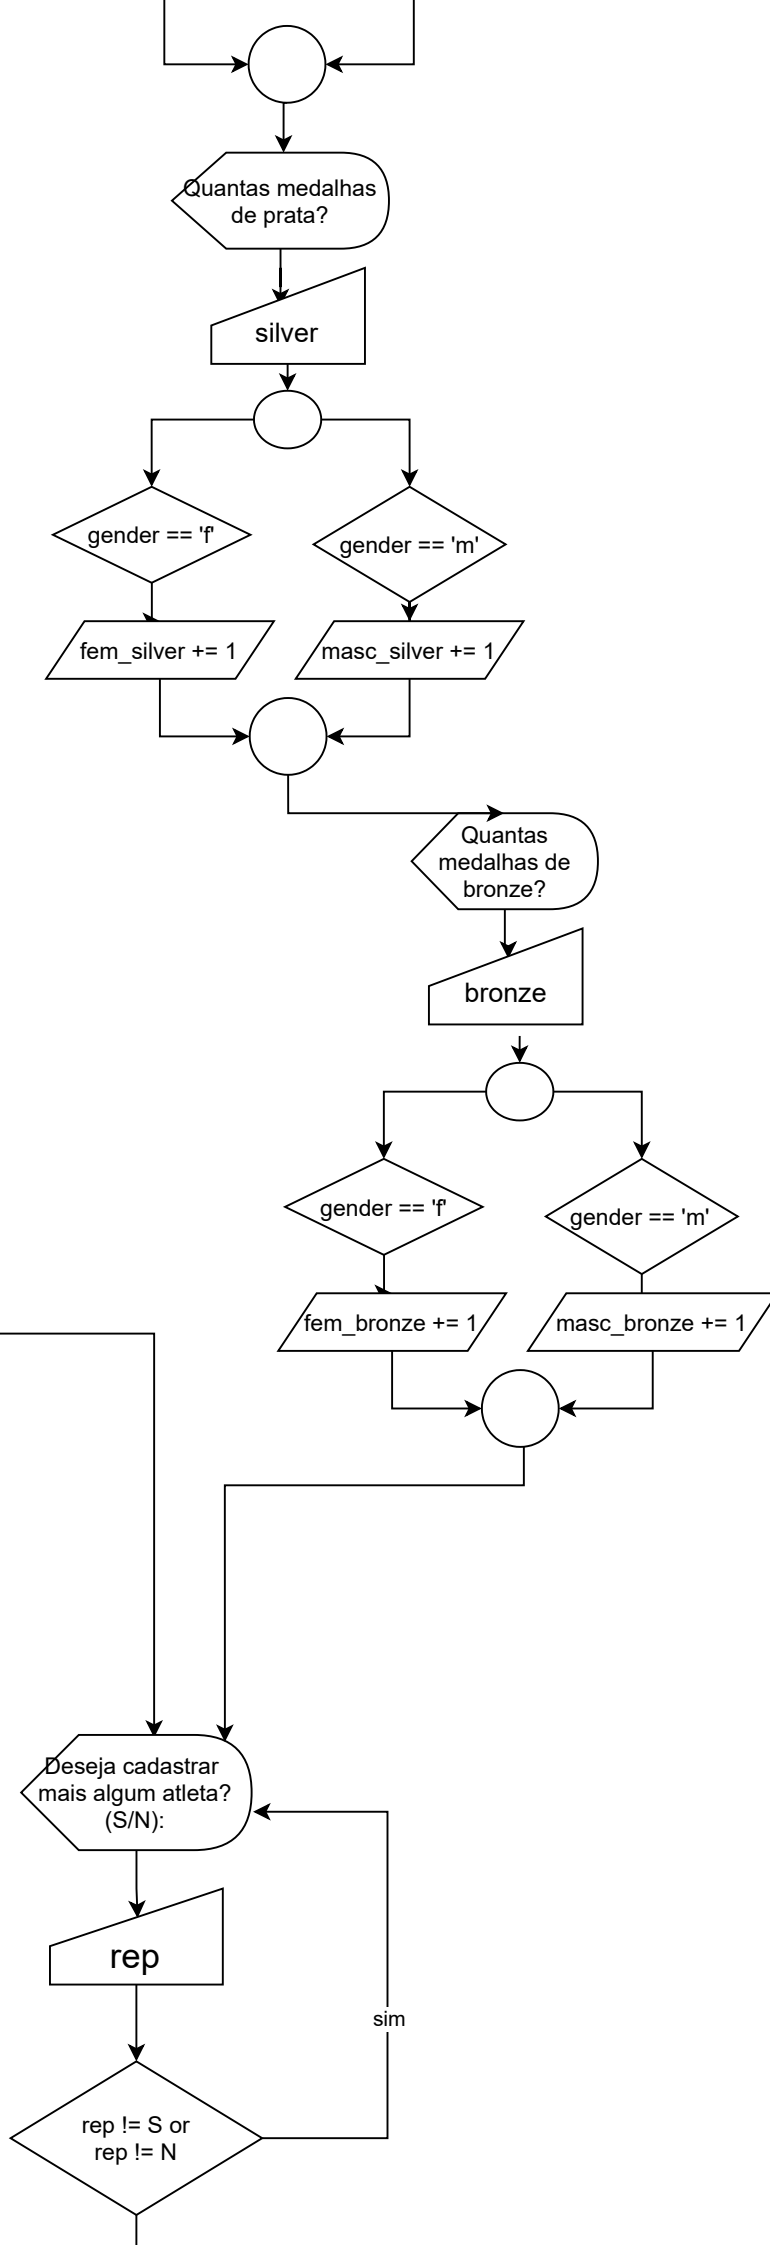 Quantas medalhas
de prata?
silver
gender == 'f'
gender == 'm'
fem_silver += 1
masc_silver += 1
Quantas
medalhas de
bronze?
bronze
gender == 'f'
gender == 'm'
fem_bronze += 1
masc_bronze += 1
Deseja cadastrar
mais algum atleta?
(S/N):
rep
sim
rep != S or
rep != N